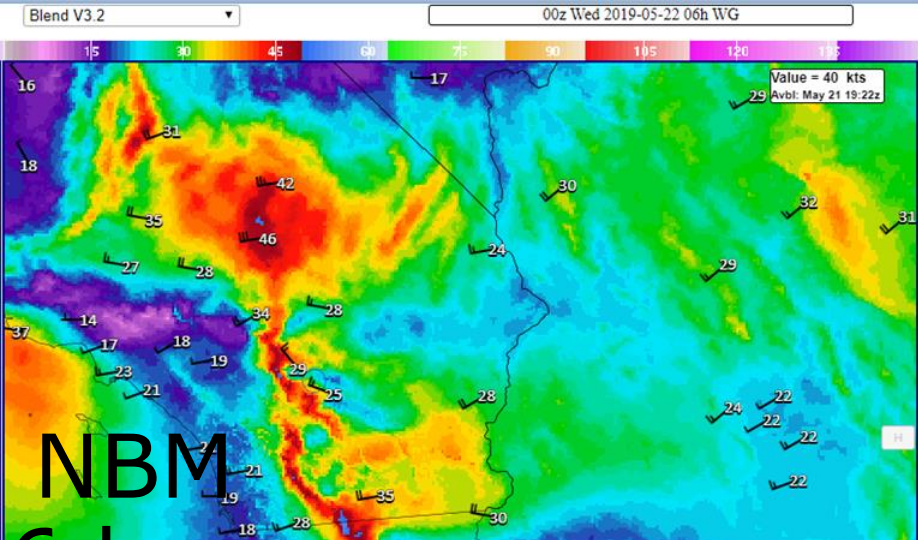 Blend V3.2
00z Wed 2019-05-22 06h WG
15 30 45 60 75 90 105 120 135
Value = 40 kts
Avbl: May 21 19:22z
16 17 29
31
18 42 30
35 32 31
46 24
27 28 29
14 34 28
37 17 18
23 19 29
21 25 28 24 22
22
22
21
22
19 35
18 28 30
H
NBM